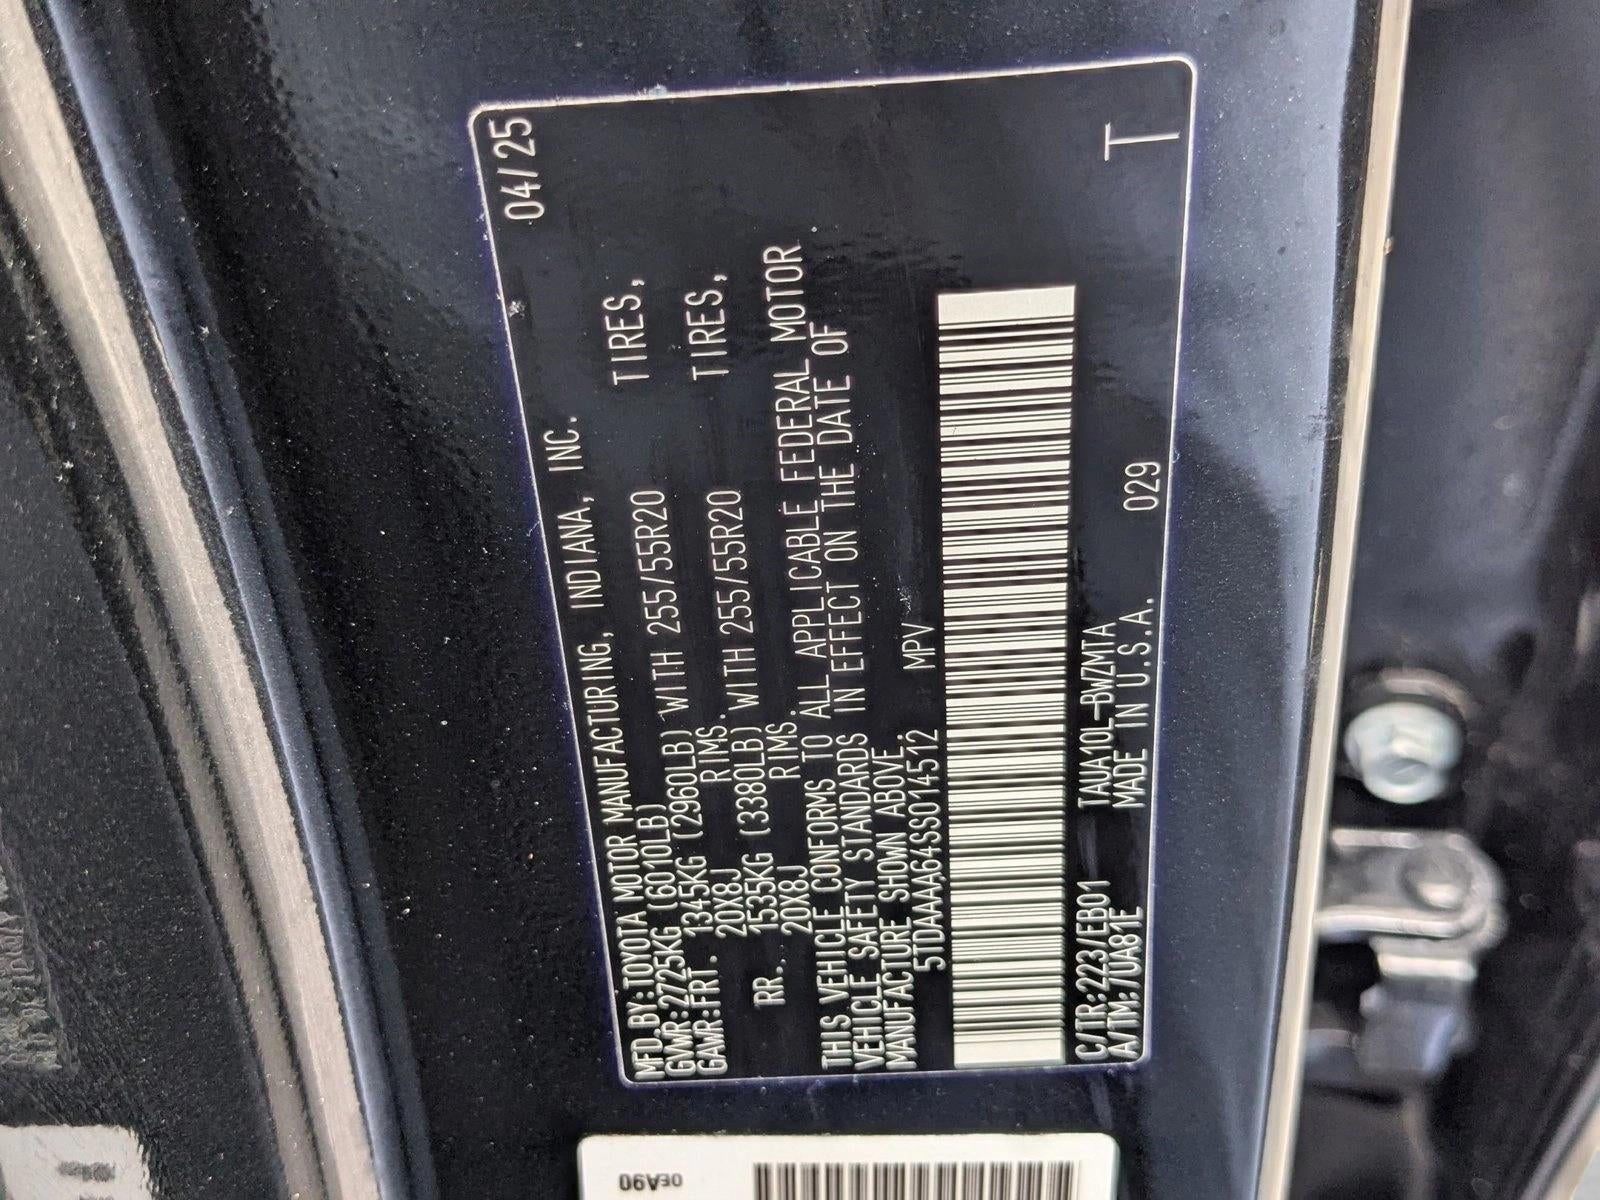 MFD.BY:TOYOTA MOTOR MANUFACTURING, INDIANA, INC. 04/25
GVWR:2725KG (6010LB)
GAWR:FRT. 1345KG (2960LB) WITH 255/55R20 TIRES,
20X8J RIMS.
RR.. 1535KG (3380LB) WITH 255/55R20 TIRES,
20X8J RIMS.
THIS VEHICLE CONFORMS TO ALL APPLICABLE FEDERAL MOTOR
VEHICLE SAFETY STANDARDS IN EFFECT ON THE DATE OF
MANUFACTURE SHOWN ABOVE.
5TDAAAA64SS014512 MPV
C/TR:223/EB01 TAUA10L-BWZMTA
A/TM:7UA81E MADE IN U.S.A. 029
T
0EA90